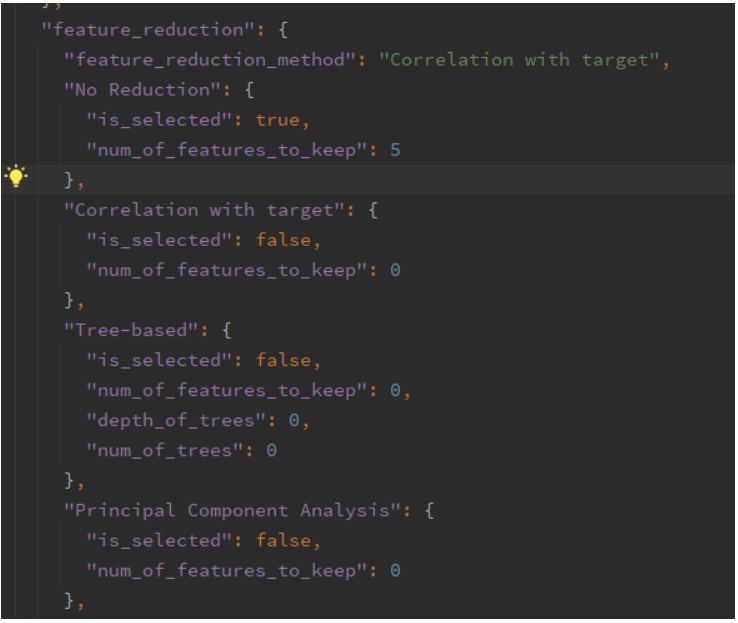 },
"feature_reduction": {
"feature_reduction_method": "Correlation with target",
"No Reduction": {
"is_selected": true,
"num_of_features_to_keep": 5
},
"Correlation with target": {
"is_selected": false,
"num_of_features_to_keep": 0
},
"Tree-based": {
"is_selected": false,
"num_of_features_to_keep": 0,
"depth_of_trees": 0,
"num_of_trees": 0
},
"Principal Component Analysis": {
"is_selected": false,
"num_of_features_to_keep": 0
},